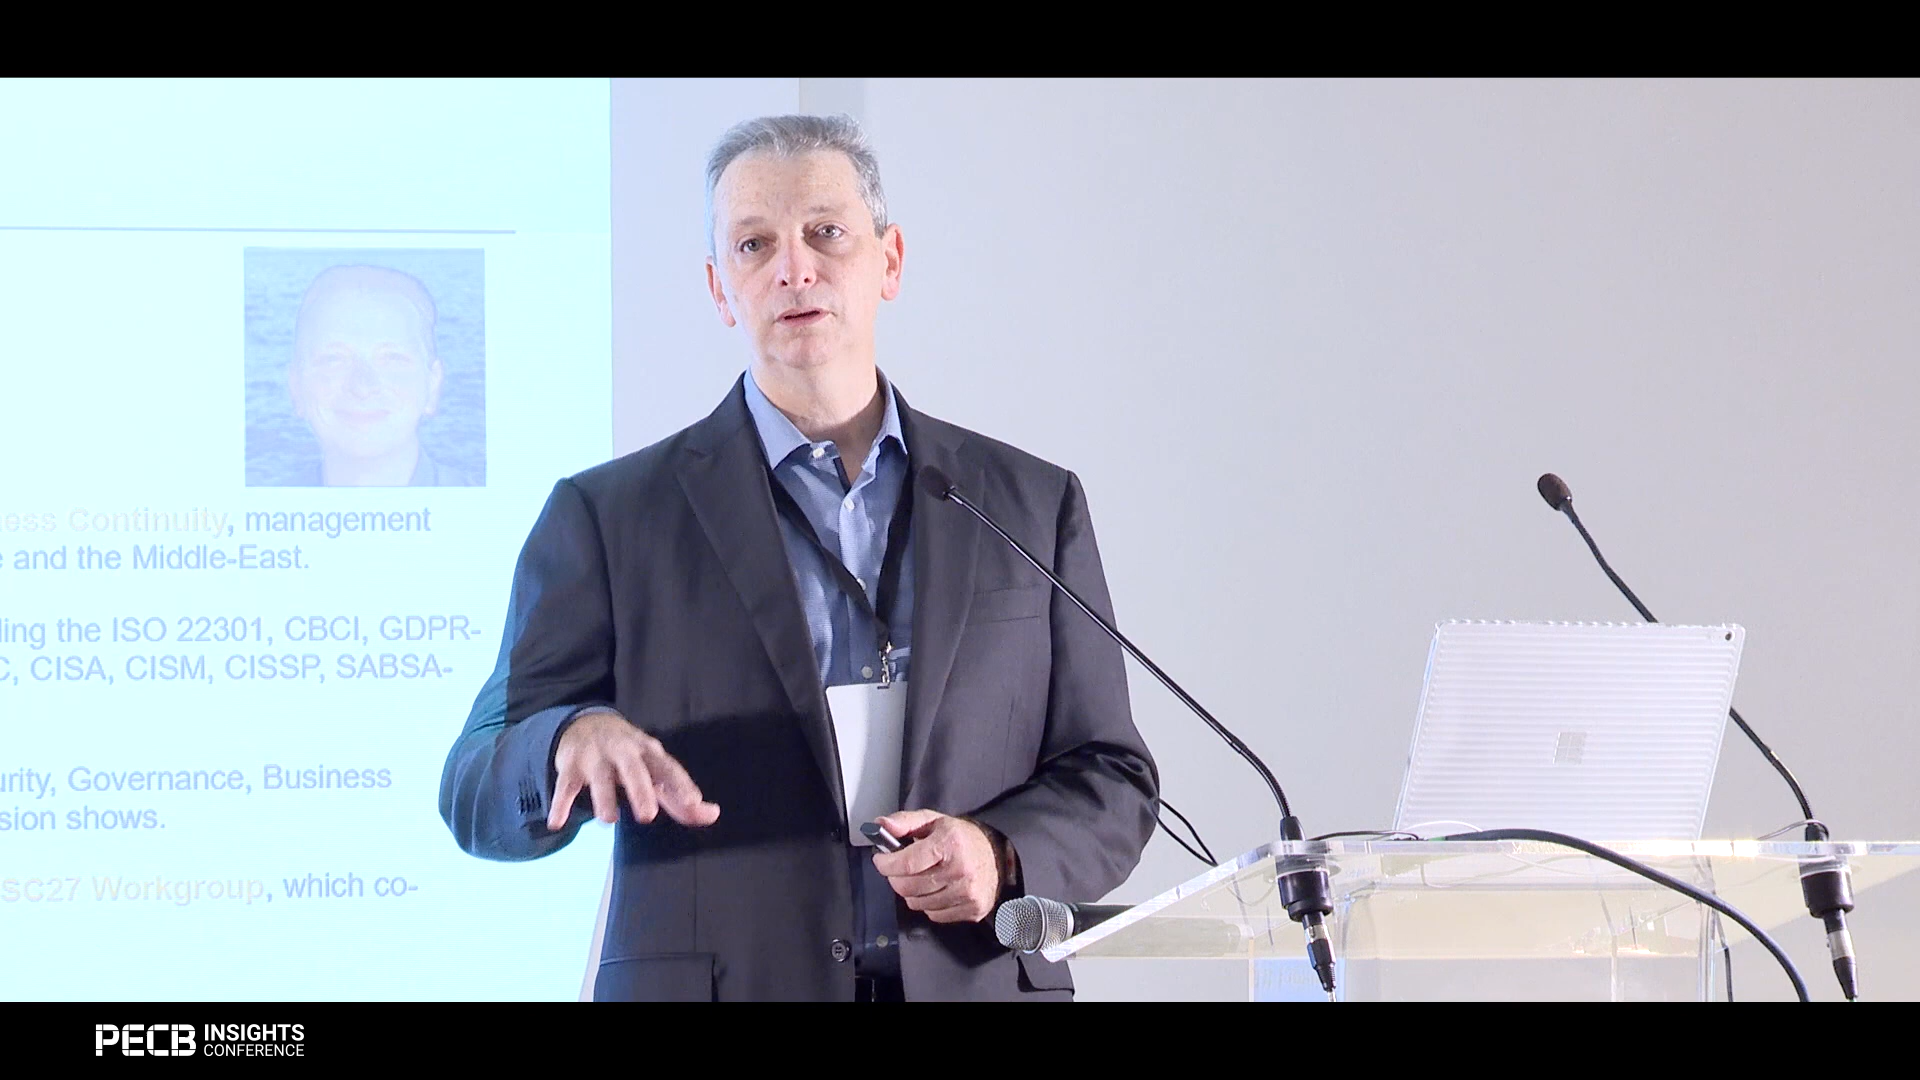 ness Continuity, management
e and the Middle-East.
ling the ISO 22301, CBCI, GDPR-
C, CISA, CISM, CISSP, SABSA-
urity, Governance, Business
sion shows.
SC27 Workgroup, which co-
PECB INSIGHTS
CONFERENCE